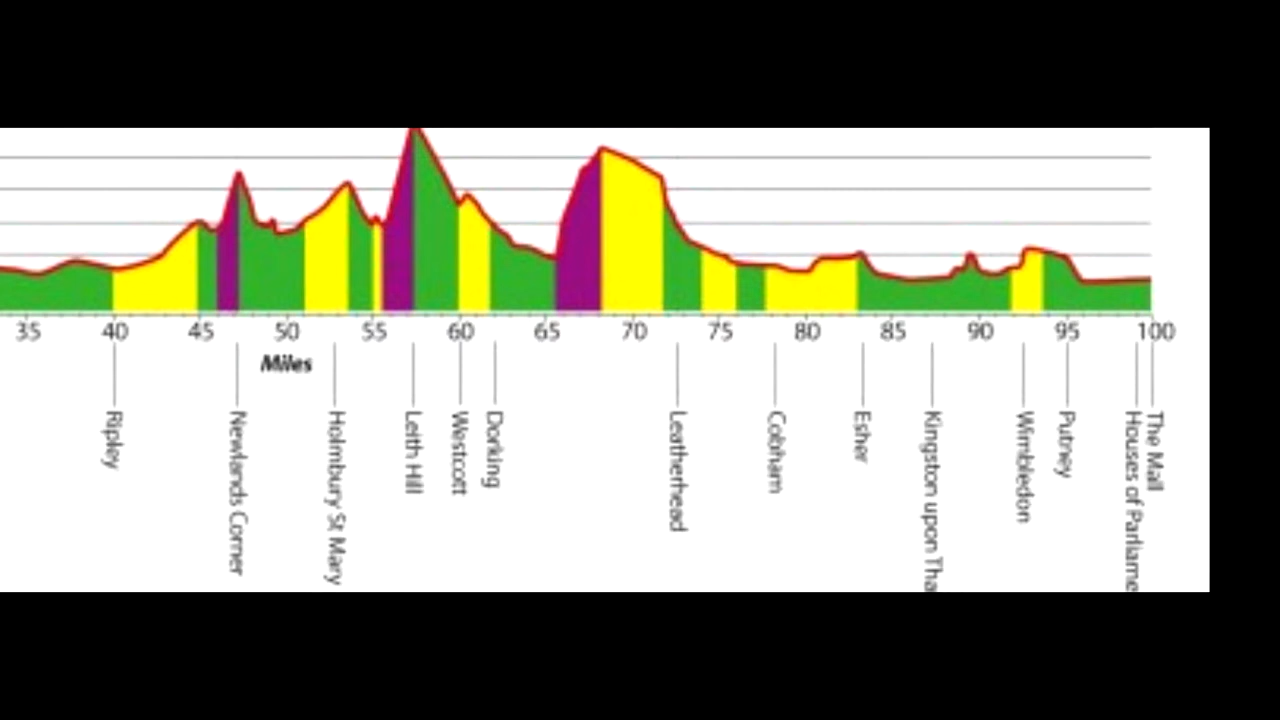 35 40 45 50 55 60 65 70 75 80 85 90 95 100
Miles
Ripley
Newlands Corner
Holmbury St Mary
Leith Hill
Westcott
Dorking
Leatherhead
Cobham
Esher
Kingston upon Tha
Wimbledon
Putney
Houses of Parliame
The Mall